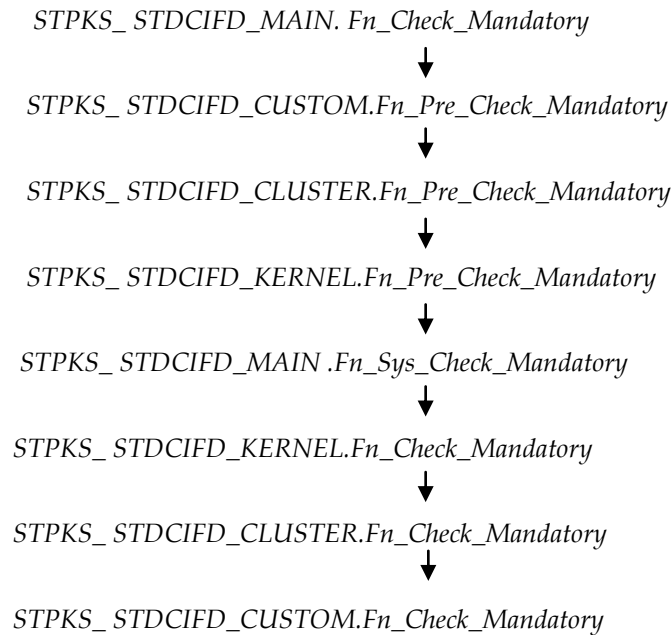 STPKS_ STDCIFD_MAIN. Fn_Check_Mandatory
STPKS_ STDCIFD_CUSTOM.Fn_Pre_Check_Mandatory
STPKS_ STDCIFD_CLUSTER.Fn_Pre_Check_Mandatory
STPKS_ STDCIFD_KERNEL.Fn_Pre_Check_Mandatory
STPKS_ STDCIFD_MAIN .Fn_Sys_Check_Mandatory
STPKS_ STDCIFD_KERNEL.Fn_Check_Mandatory
STPKS_ STDCIFD_CLUSTER.Fn_Check_Mandatory
STPKS_ STDCIFD_CUSTOM.Fn_Check_Mandatory